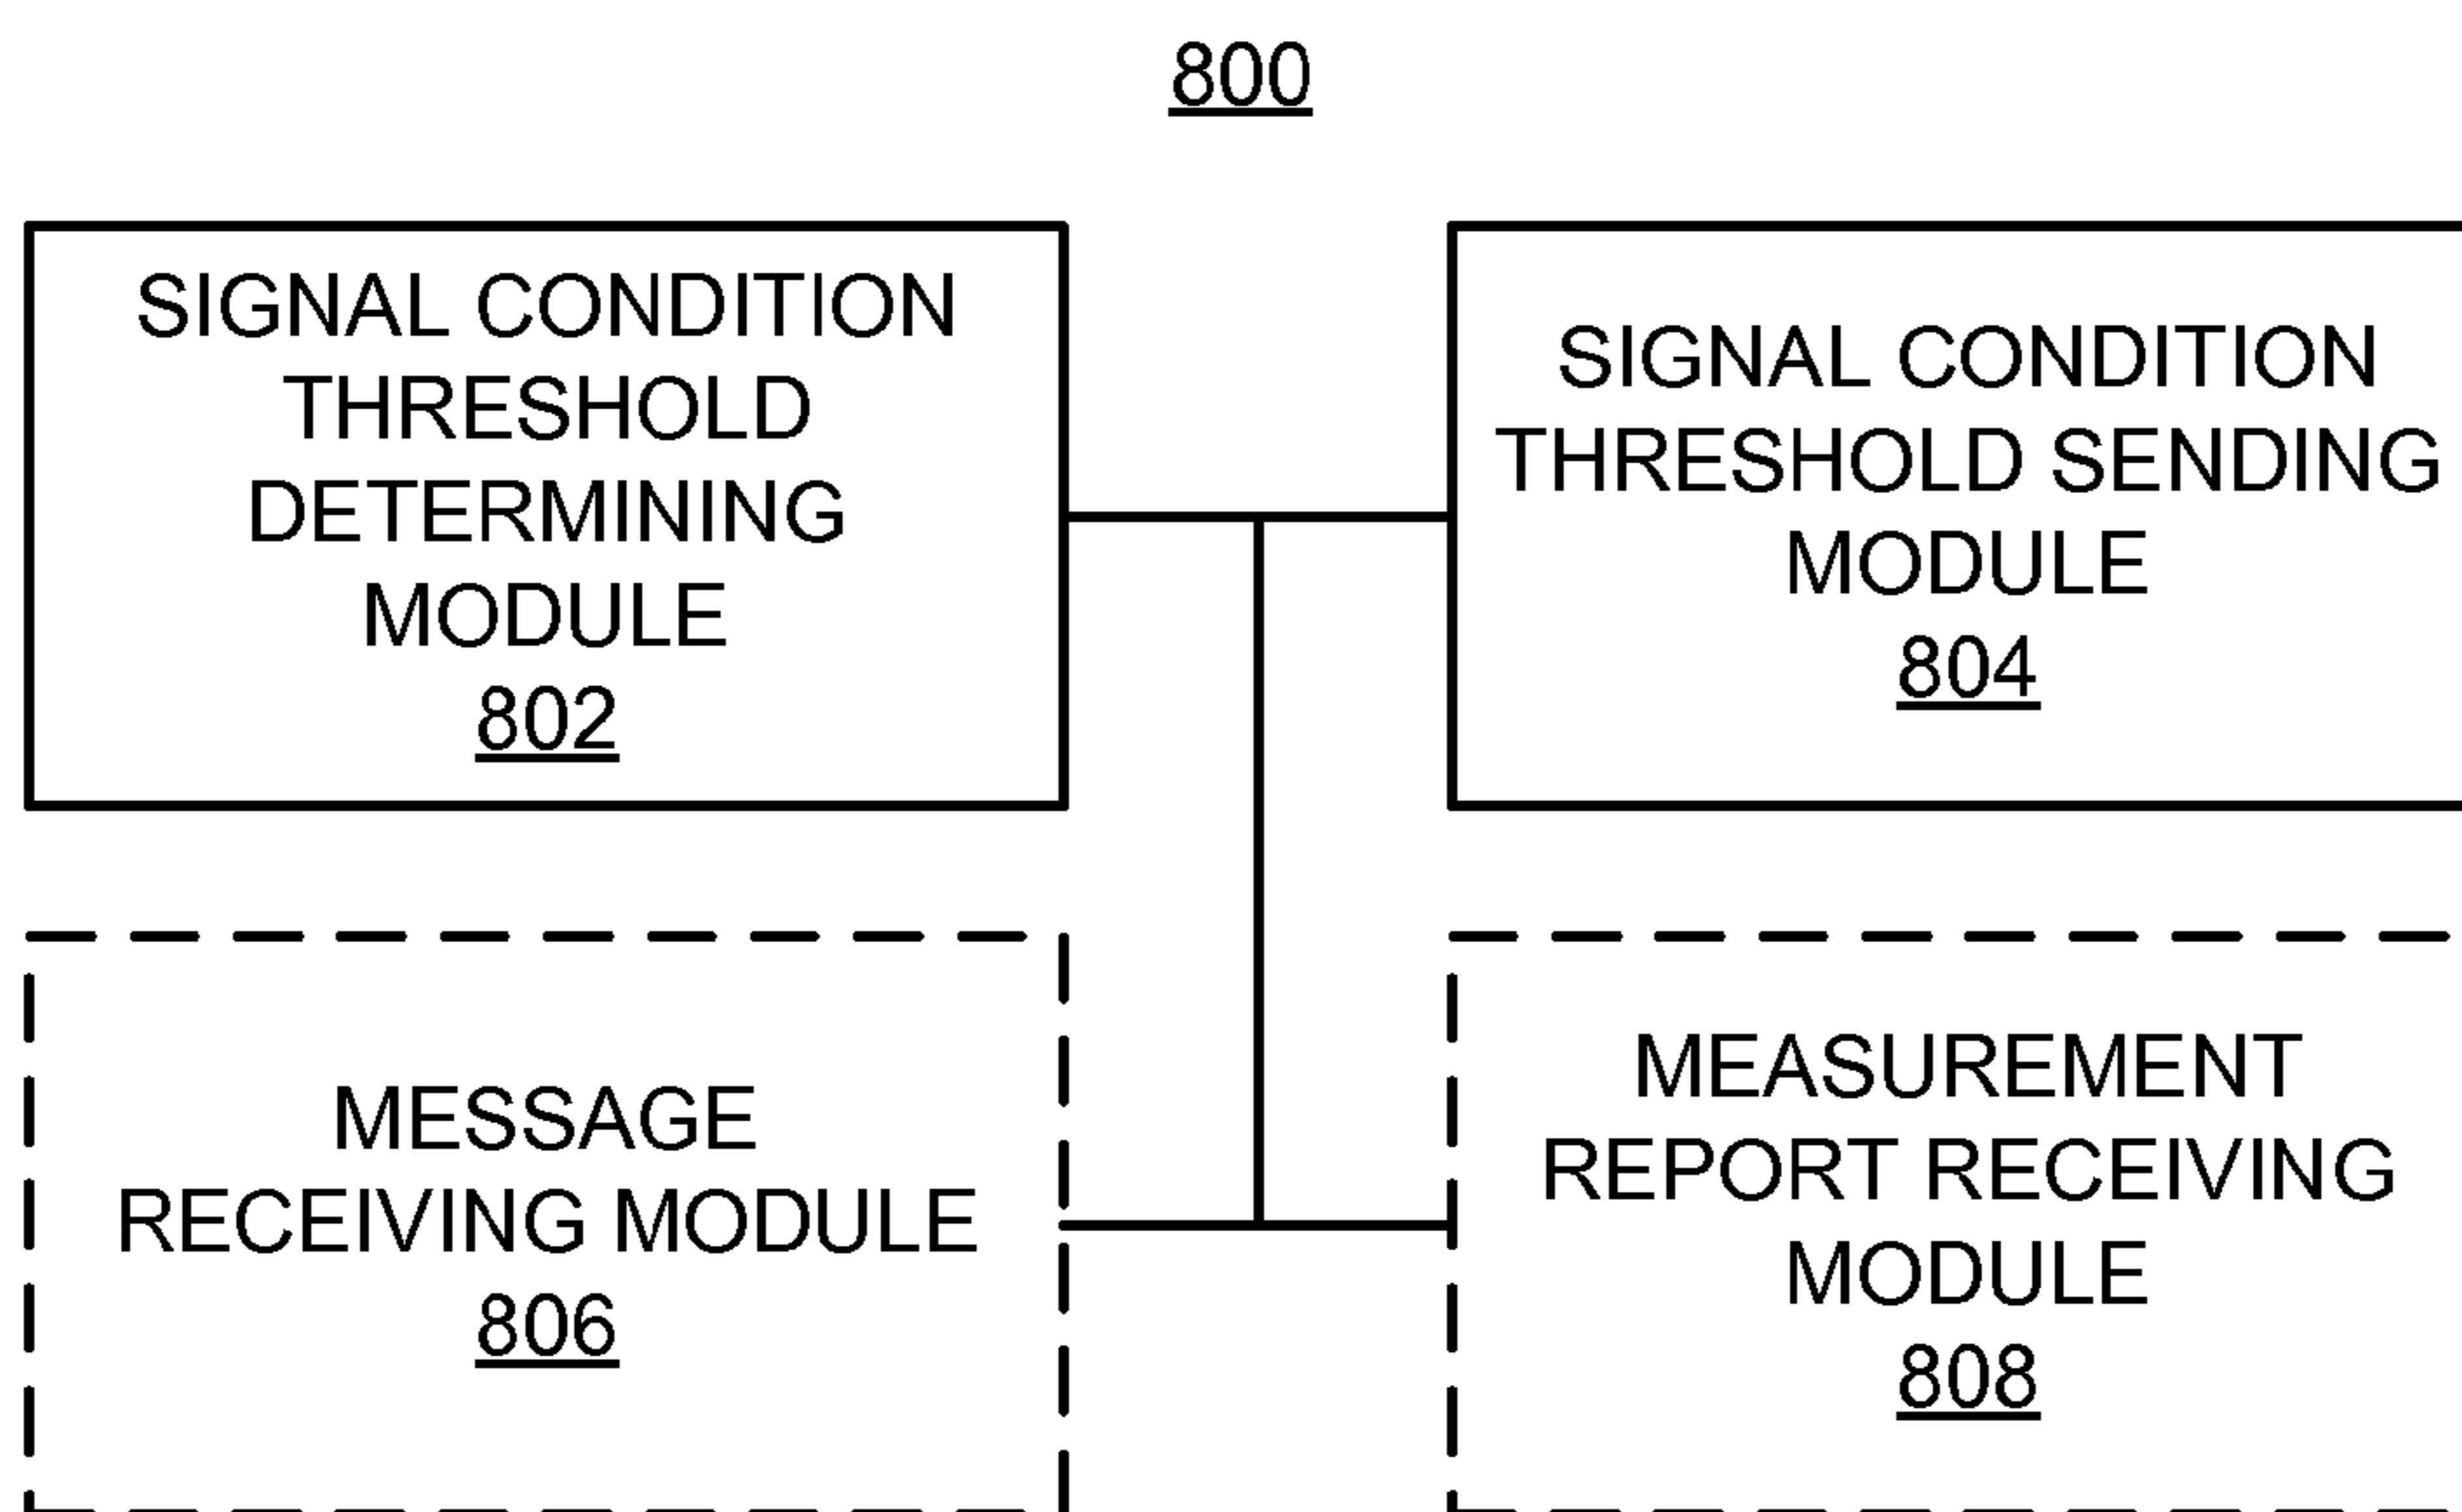 800
SIGNAL CONDITION
THRESHOLD
DETERMINING
MODULE
802
SIGNAL CONDITION
THRESHOLD SENDING
MODULE
804
MESSAGE
RECEIVING MODULE
806
MEASUREMENT
REPORT RECEIVING
MODULE
808